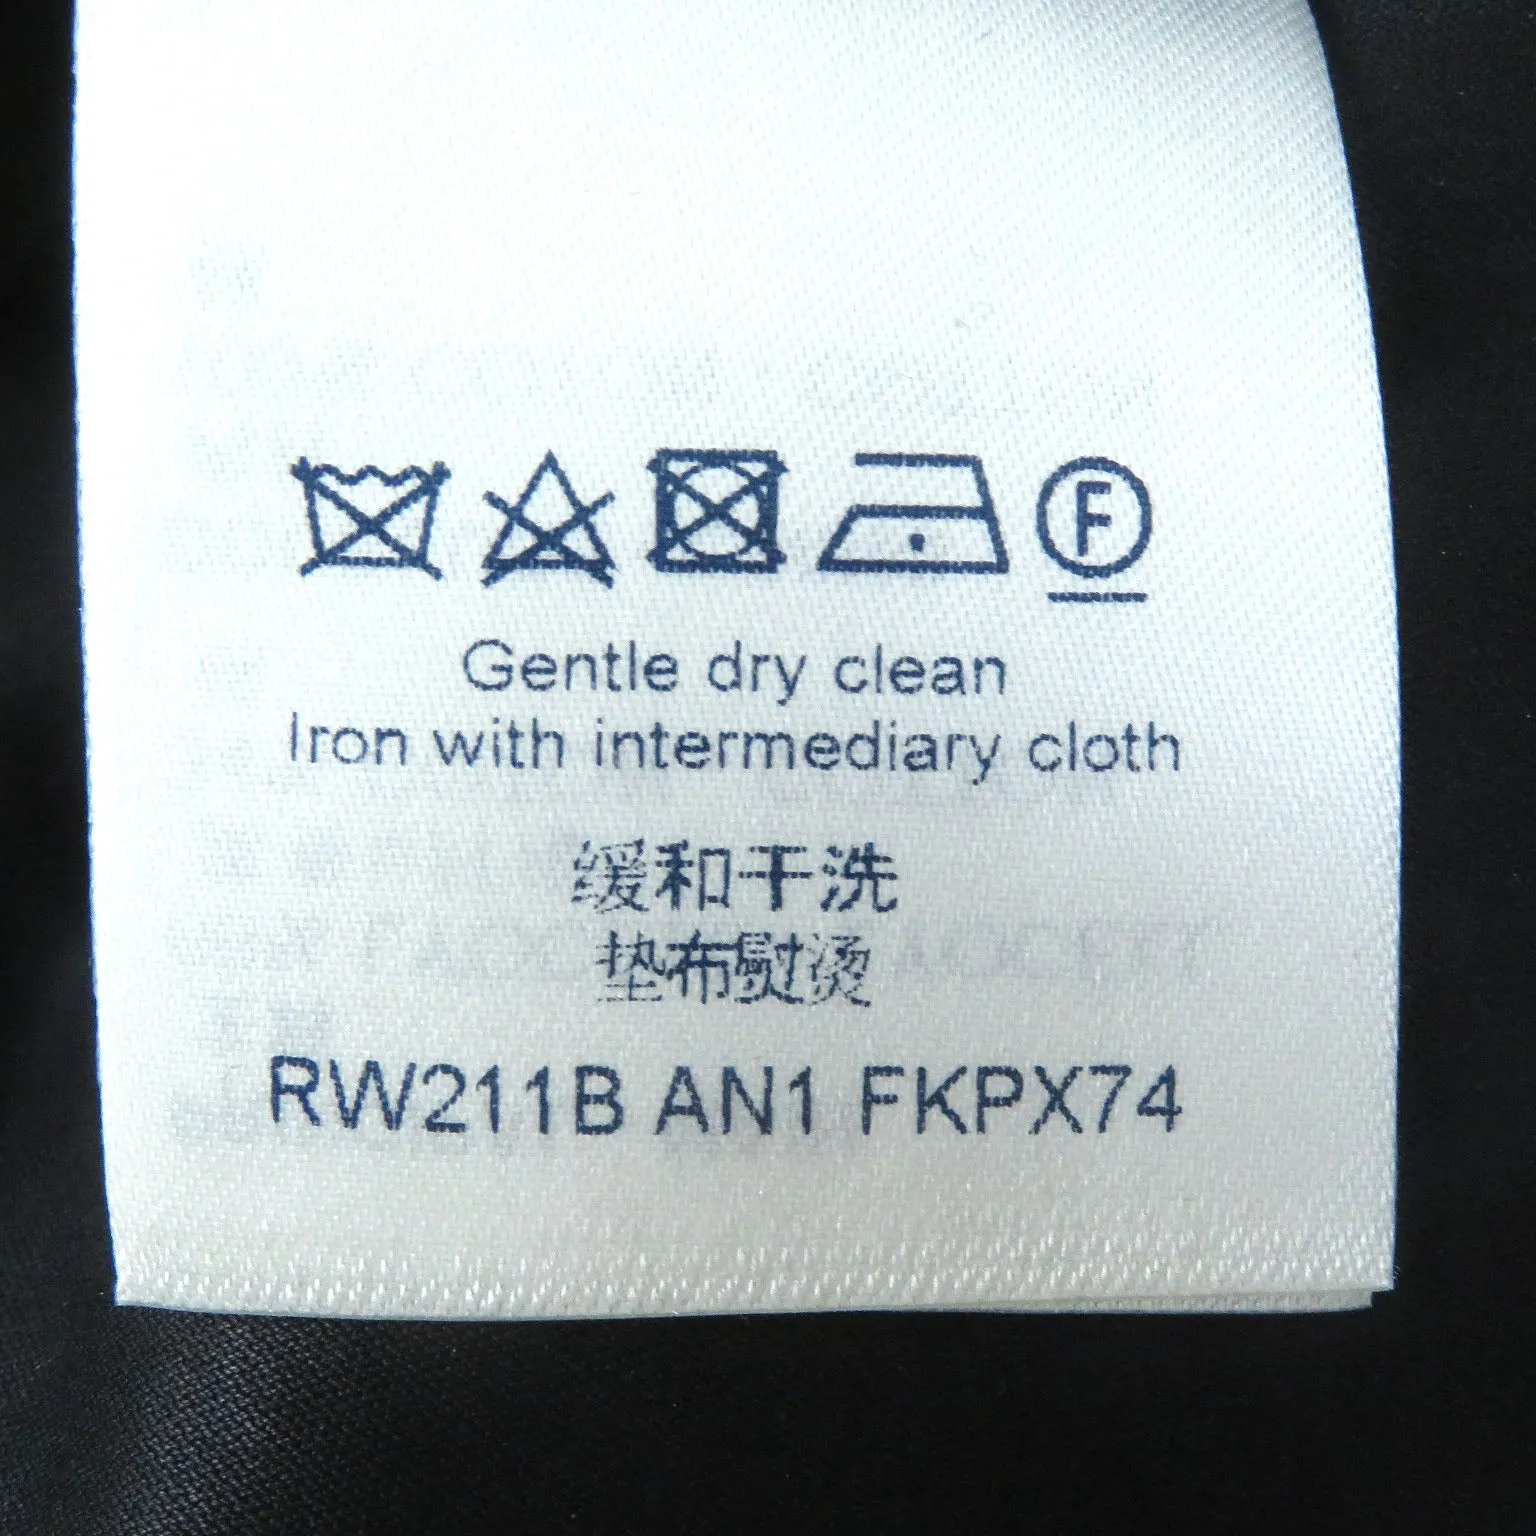 F
Gentle dry clean
Iron with intermediary cloth
缓和干洗
垫布熨烫
RW211B AN1 FKPX74